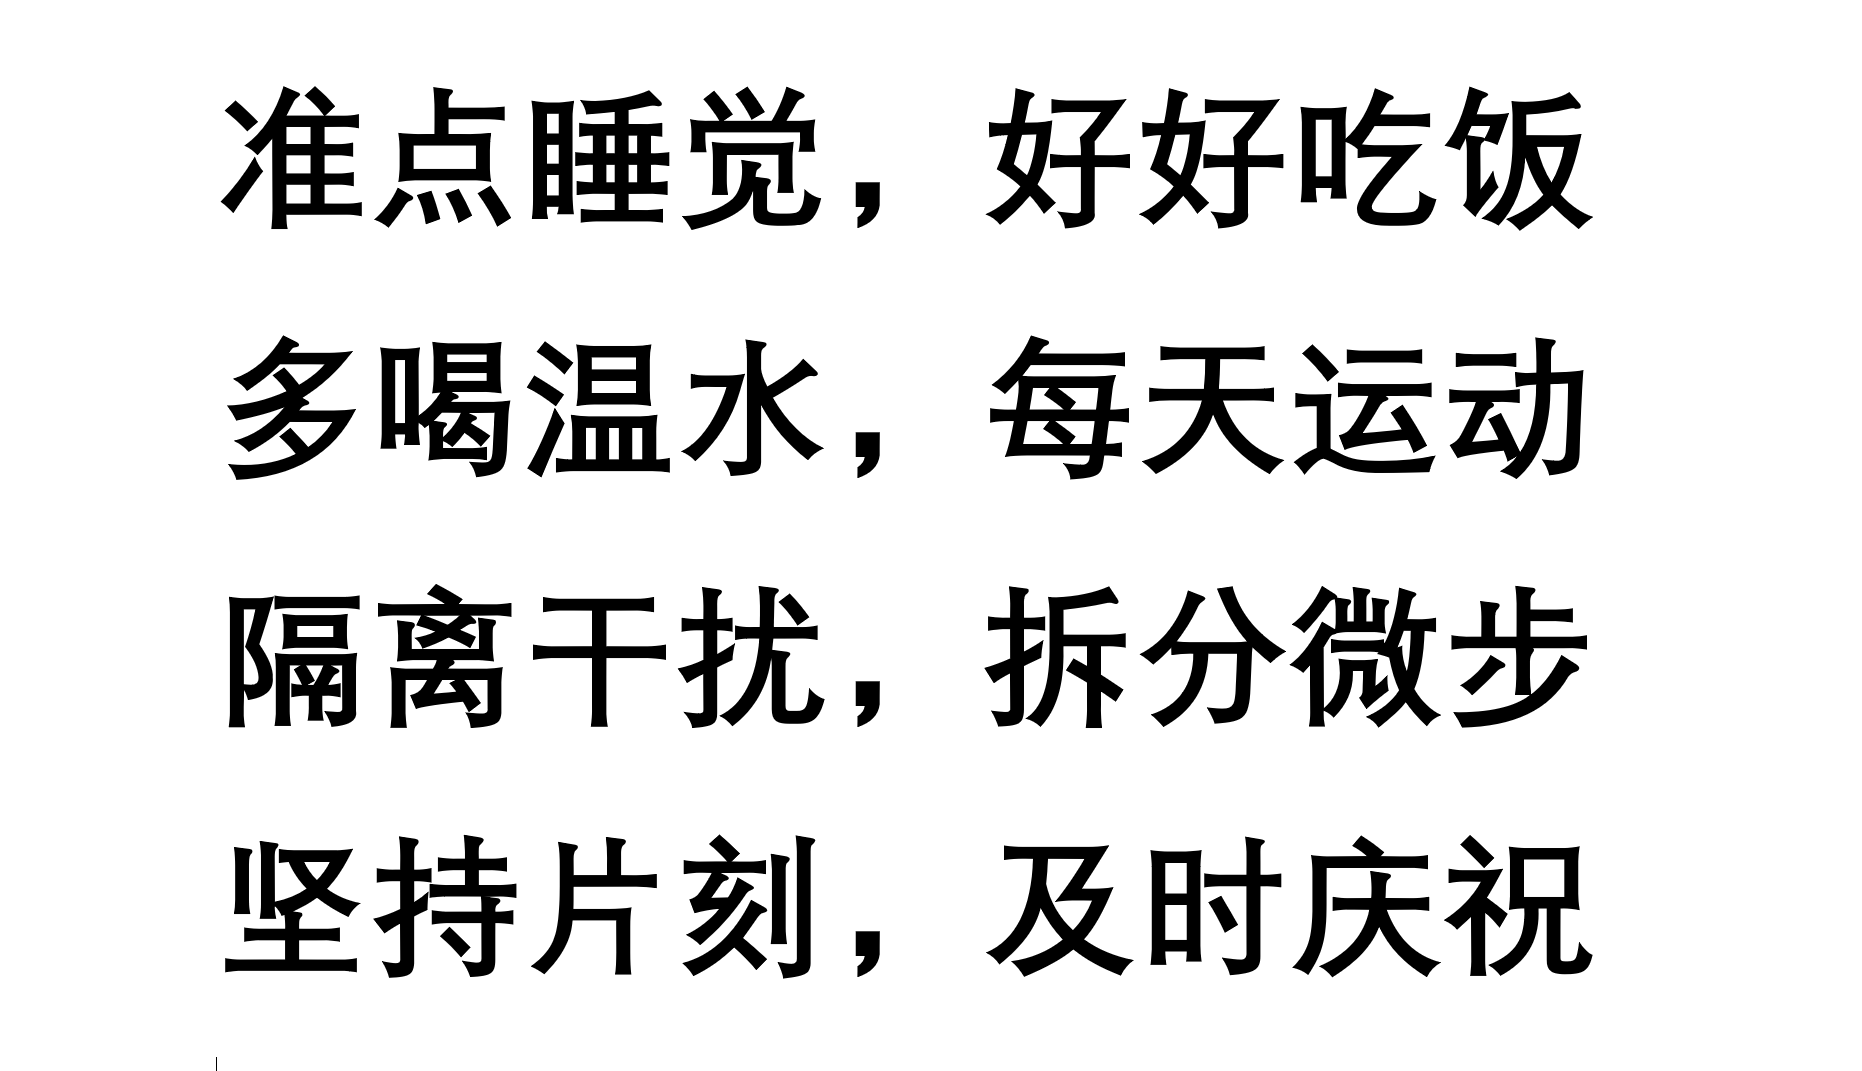 准点睡觉，好好吃饭
多喝温水，每天运动
隔离干扰，拆分微步
坚持片刻，及时庆祝